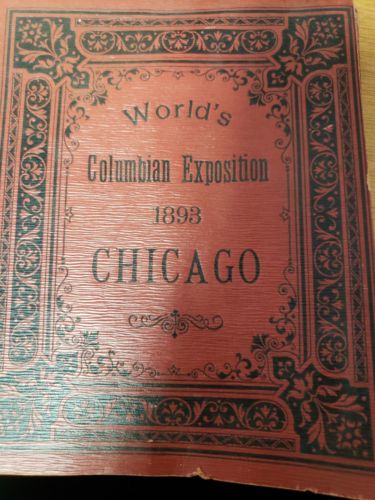 World's
Columbian Exposition
1893
CHICAGO